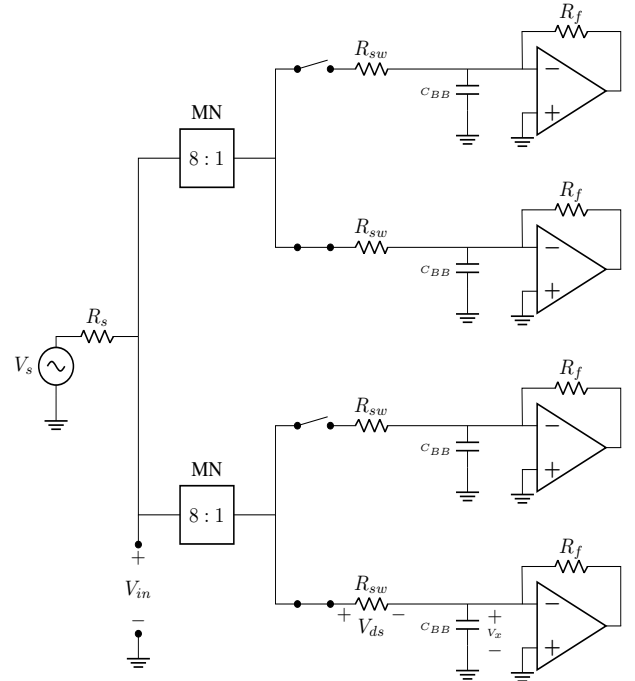 R_f
R_sw
C_BB
−
+
MN
8 : 1
R_f
R_sw
C_BB
−
+
R_s
V_s
R_f
R_sw
C_BB
−
+
MN
8 : 1
+
V_in
−
R_f
R_sw
+ V_ds −
C_BB
+
V_x
−
−
+